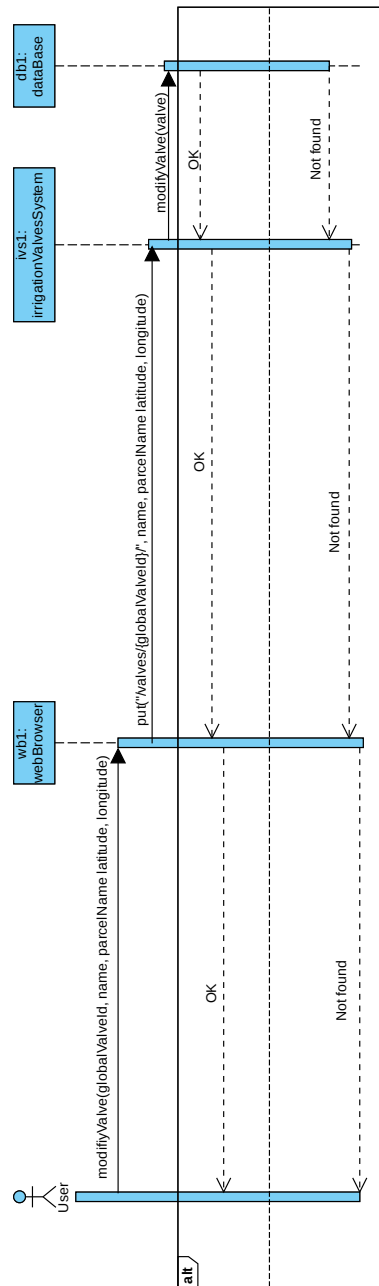 User
wb1:
webBrowser
ivs1:
irrigationValvesSystem
db1:
dataBase
modifiyValve(globalValveId, name, parcelName latitude, longitude)
put("/valves/{globalValveId}/", name, parcelName latitude, longitude)
modifyValve(valve)
alt
OK
OK
OK
Not found
Not found
Not found